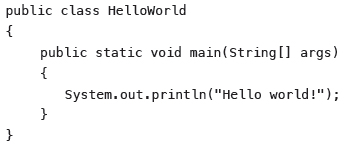 public class HelloWorld
{
    public static void main(String[] args)
    {
        System.out.println("Hello world!");
    }
}